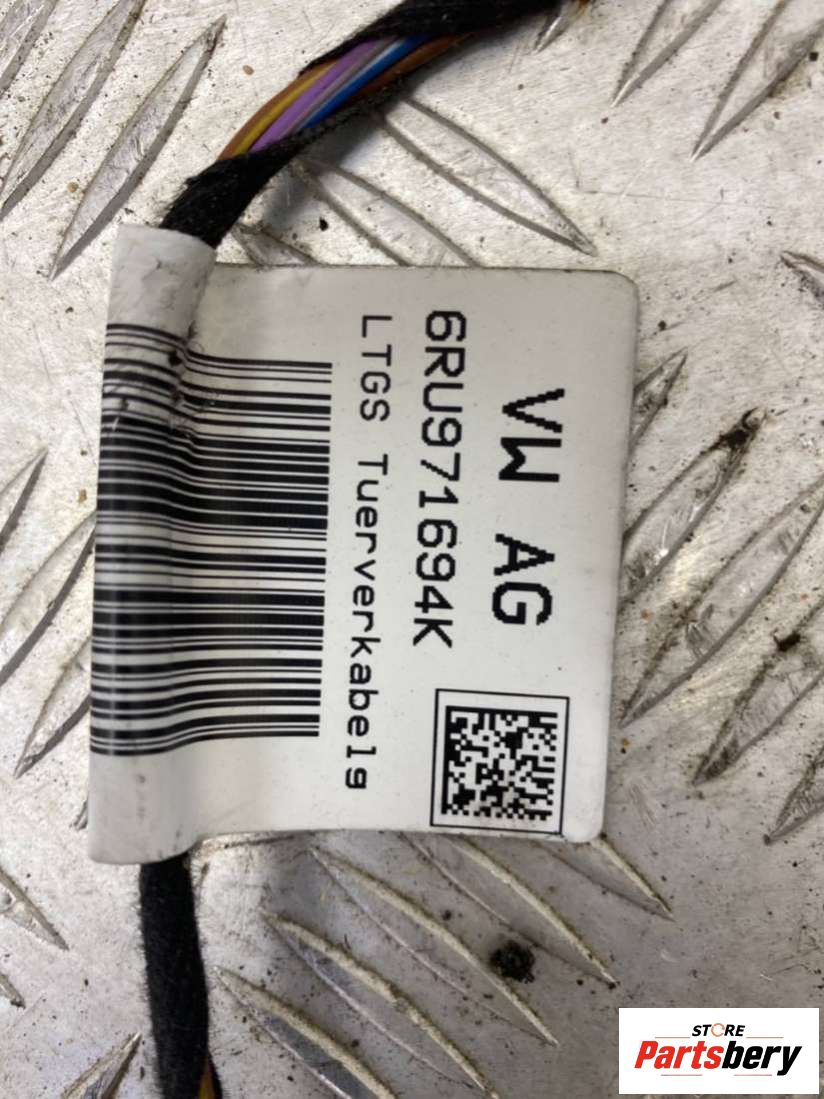 VW AG
6RU971694K
LTGS Tuerverkabelg
STORE
Partsbery